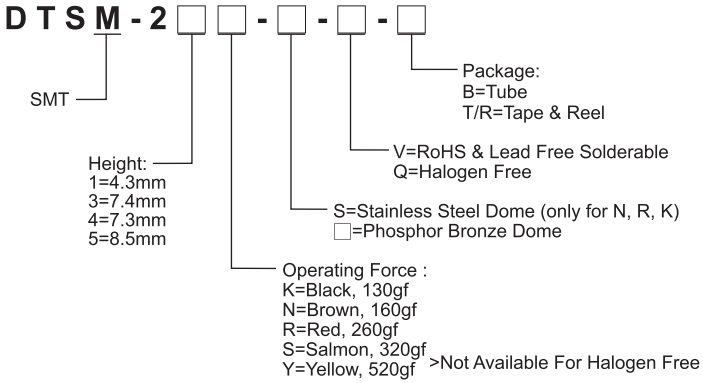 DTSM-2□□-□-□-□
Package:
B=Tube
T/R=Tape & Reel
SMT
V=RoHS & Lead Free Solderable
Q=Halogen Free
Height:
1=4.3mm
3=7.4mm
4=7.3mm
5=8.5mm
S=Stainless Steel Dome (only for N, R, K)
□=Phosphor Bronze Dome
Operating Force :
K=Black, 130gf
N=Brown, 160gf
R=Red, 260gf
S=Salmon, 320gf
Y=Yellow, 520gf
>Not Available For Halogen Free